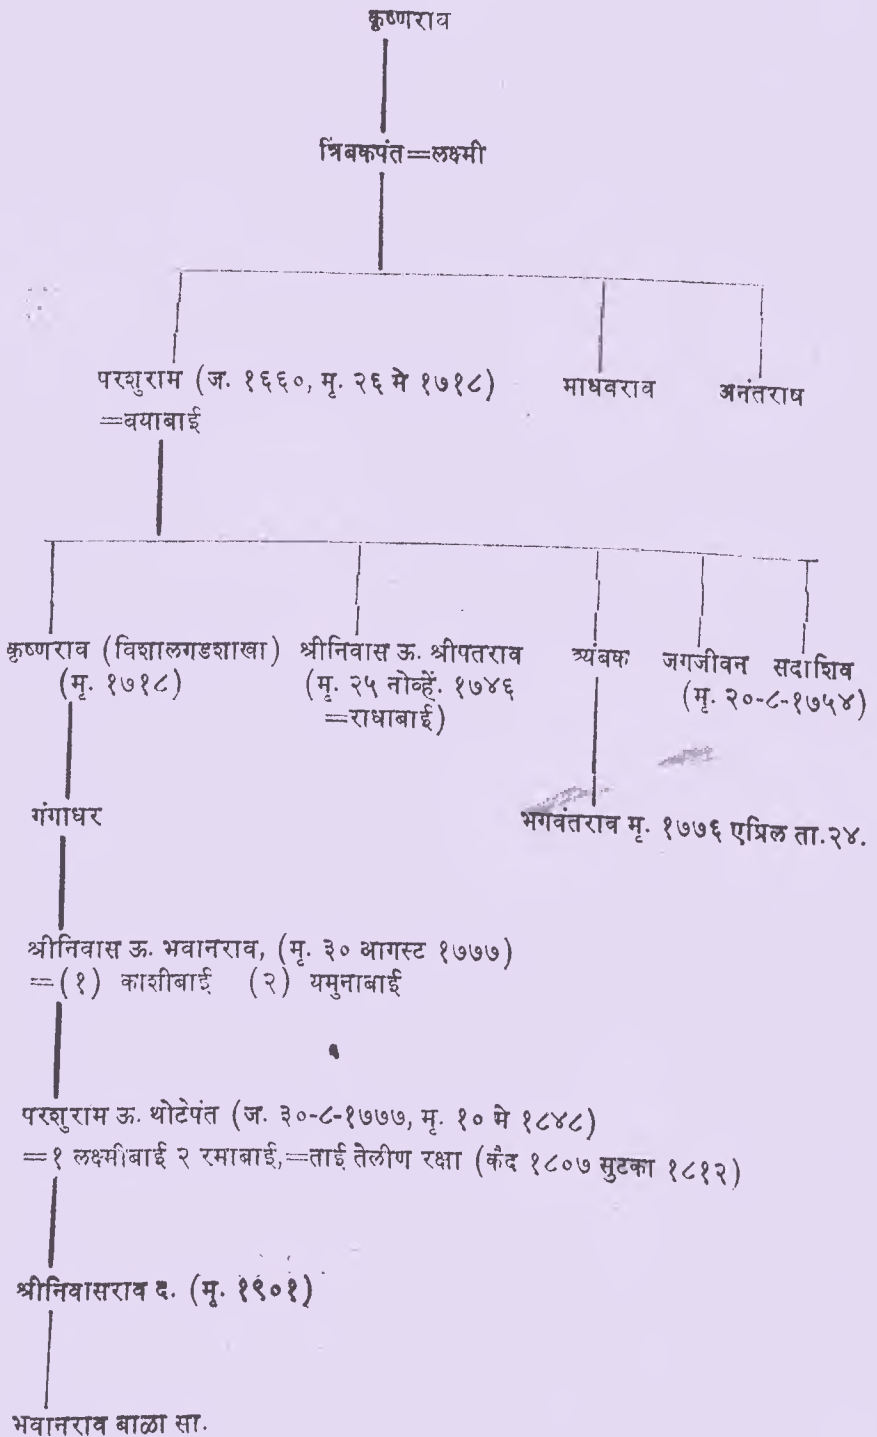 कृष्णराव
त्रिंबकपंत=लक्ष्मी
परशुराम (ज. १६६०, मृ. २६ मे १७१८) माधवराव अनंतराव
=बयाबाई
कृष्णराव (विशालगडशाखा) श्रीनिवास ऊ. श्रीपतराव त्र्यंबक जगजीवन सदाशिव
(मृ. १७१८) (मृ. २५ नोव्हें. १७४६ (मृ. २०-८-१७५४)
=राधाबाई)
गंगाधर
भगवंतराव मृ. १७७६ एप्रिल ता.२४.
श्रीनिवास ऊ. भवानराव, (मृ. ३० आगस्ट १७७७)
=(१) काशीबाई (२) यमुनाबाई
परशुराम ऊ. थोटेपंत (ज. ३०-८-१७७७, मृ. १० मे १८४८)
=१ लक्ष्मीबाई २ रमाबाई,=ताई तेलीण रक्षा (कैद १८०७ सुटका १८१२)
श्रीनिवासराव द. (मृ. १९०१)
भवानराव बाळा सा.